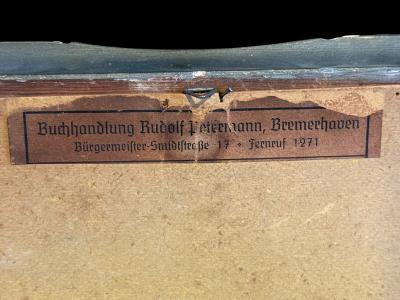 Buchhandlung Rudolf Petermann, Bremerhaven
Bürgermeister-Smidtstraße 17 • Fernruf 1271